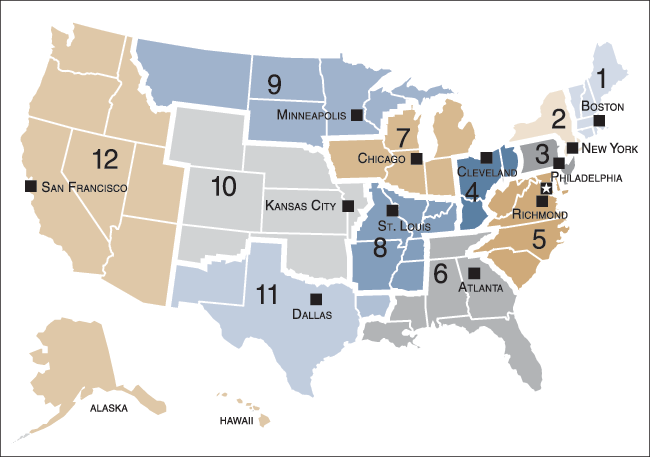 1
BOSTON
9
MINNEAPOLIS
2
NEW YORK
7
CHICAGO
3
PHILADELPHIA
CLEVELAND
12
SAN FRANCISCO
10
4
KANSAS CITY
ST. LOUIS
RICHMOND
8
5
6
ATLANTA
11
DALLAS
ALASKA
HAWAII